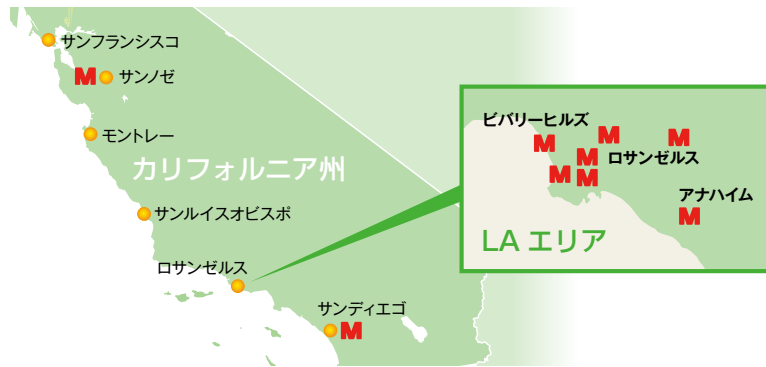 サンフランシスコ
M サンノゼ
モントレー
カリフォルニア州
サンルイスオビスポ
ロサンゼルス
サンディエゴ
M
ビバリーヒルズ
M
M
M
M
M
M
ロサンゼルス
アナハイム
M
LA エリア